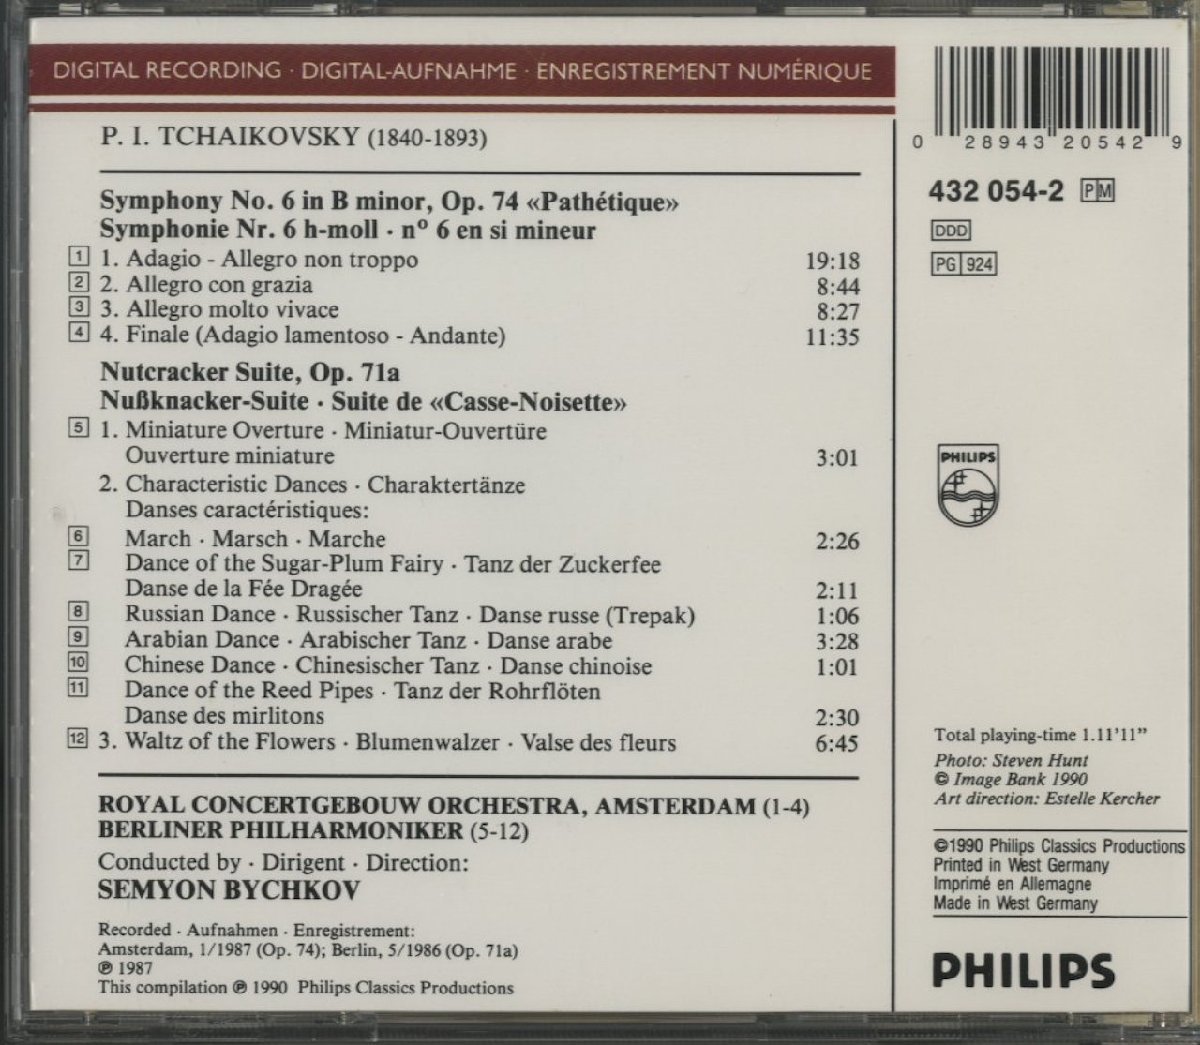 DIGITAL RECORDING · DIGITAL-AUFNAHME · ENREGISTREMENT NUMÉRIQUE
P. I. TCHAIKOVSKY (1840-1893)
Symphony No. 6 in B minor, Op. 74 «Pathétique»
Symphonie Nr. 6 h-moll · nº 6 en si mineur
1 1. Adagio - Allegro non troppo 19:18
2 2. Allegro con grazia 8:44
3 3. Allegro molto vivace 8:27
4 4. Finale (Adagio lamentoso - Andante) 11:35
Nutcracker Suite, Op. 71a
Nußknacker-Suite · Suite de «Casse-Noisette»
5 1. Miniature Overture · Miniatur-Ouvertüre
Ouverture miniature 3:01
2. Characteristic Dances · Charaktertänze
Danses caractéristiques:
6 March · Marsch · Marche 2:26
7 Dance of the Sugar-Plum Fairy · Tanz der Zuckerfee
Danse de la Fée Dragée 2:11
8 Russian Dance · Russischer Tanz · Danse russe (Trepak) 1:06
9 Arabian Dance · Arabischer Tanz · Danse arabe 3:28
10 Chinese Dance · Chinesischer Tanz · Danse chinoise 1:01
11 Dance of the Reed Pipes · Tanz der Rohrflöten
Danse des mirlitons 2:30
12 3. Waltz of the Flowers · Blumenwalzer · Valse des fleurs 6:45
ROYAL CONCERTGEBOUW ORCHESTRA, AMSTERDAM (1-4)
BERLINER PHILHARMONIKER (5-12)
Conducted by · Dirigent · Direction:
SEMYON BYCHKOV
Recorded · Aufnahmen · Enregistrement:
Amsterdam, 1/1987 (Op. 74); Berlin, 5/1986 (Op. 71a)
℗ 1987
This compilation ℗ 1990 Philips Classics Productions
0 28943 20542 9
432 054-2 PM
DDD
PG 924
PHILIPS
Total playing-time 1.11'11”
Photo: Steven Hunt
© Image Bank 1990
Art direction: Estelle Kercher
©1990 Philips Classics Productions
Printed in West Germany
Imprimé en Allemagne
Made in West Germany
PHILIPS